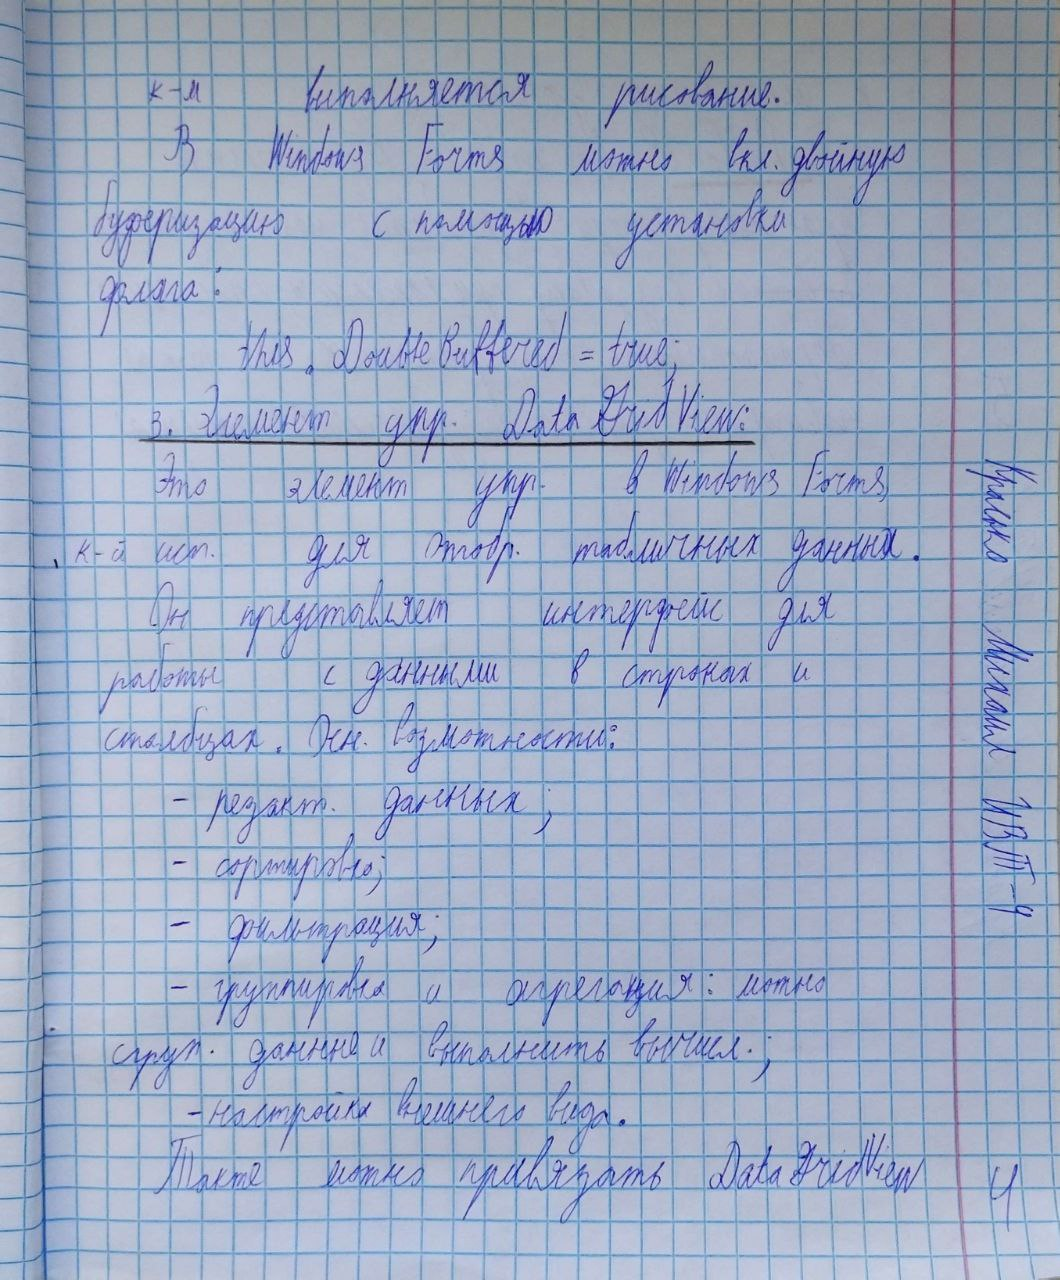 к-м выполняется рисование.
В Windows Forms можно вкл. двойную
буферизацию с помощью установки
флага:
this.DoubleBuffered = true;
3. Элемент упр. DataGridView:
Это элемент упр. в Windows Forms,
к-й исп. для отобр. табличных данных.
Он представляет интерфейс для
работы с данными в строках и
столбцах. Осн. возможности:
- редакт. данных;
- сортировка;
- фильтрация;
- группировка и агрегация: можно
сгруп. данные и выполнить вычисл.;
- настройка внешнего вида.
Также можно привязать DataGridView
Михаил ИВТ-4
4